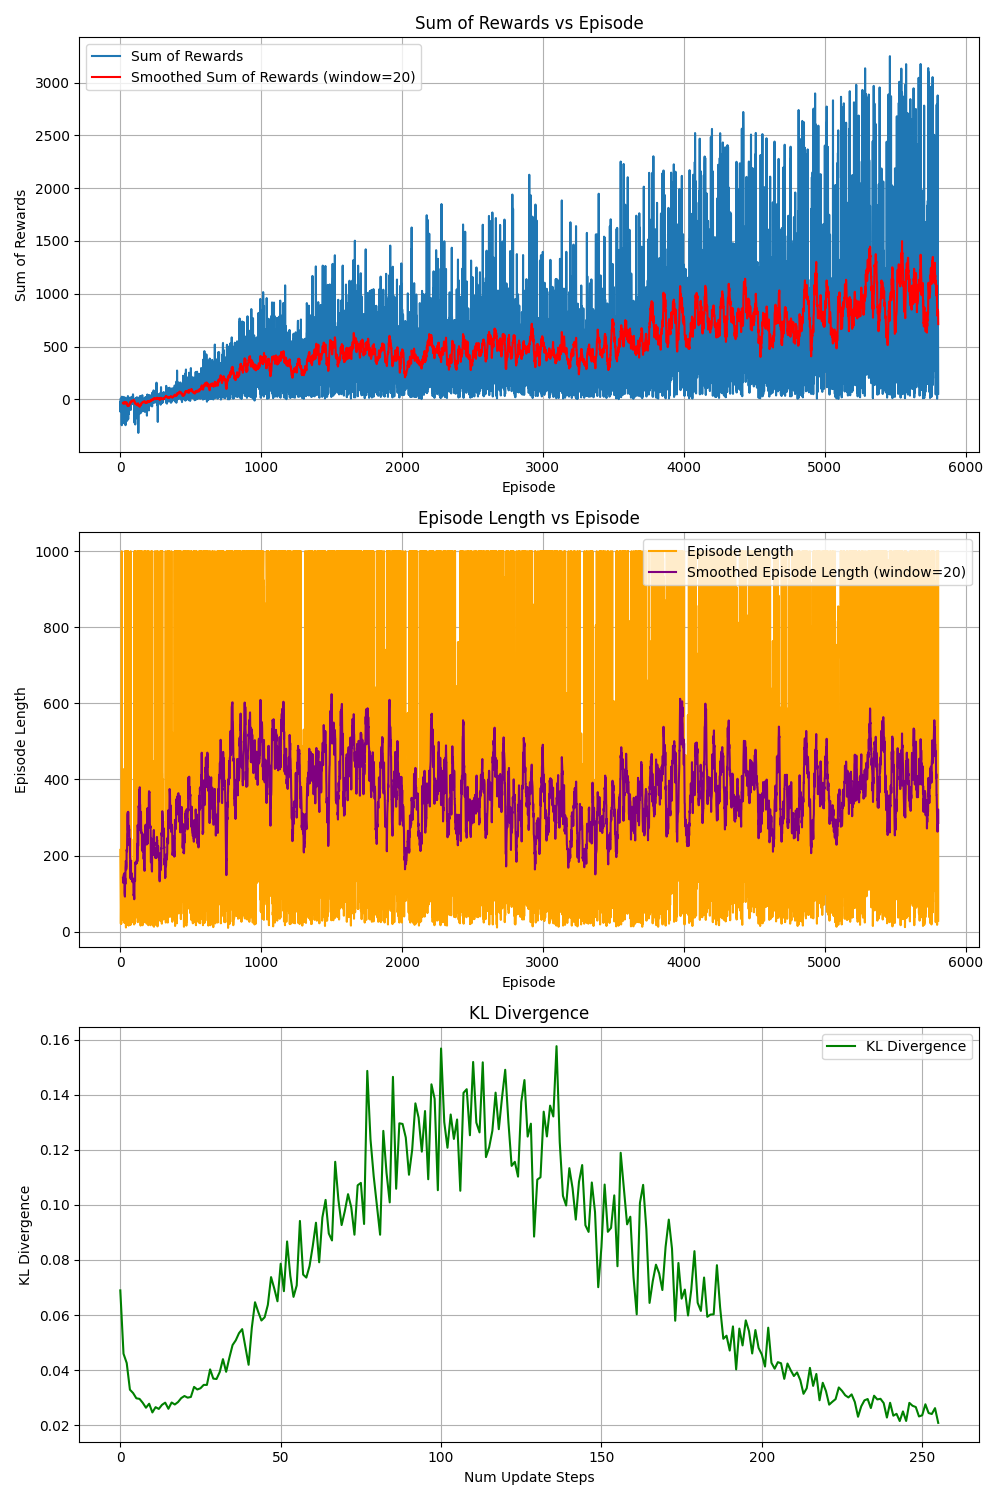 Sum of Rewards vs Episode
Sum of Rewards
Smoothed Sum of Rewards (window=20)
3000
2500
2000
1500
1000
500
0
Sum of Rewards
0 1000 2000 3000 4000 5000 6000
Episode
Episode Length vs Episode
Episode Length
Smoothed Episode Length (window=20)
1000
800
600
400
200
0
Episode Length
0 1000 2000 3000 4000 5000 6000
Episode
KL Divergence
KL Divergence
0.16
0.14
0.12
0.10
0.08
0.06
0.04
0.02
KL Divergence
0 50 100 150 200 250
Num Update Steps